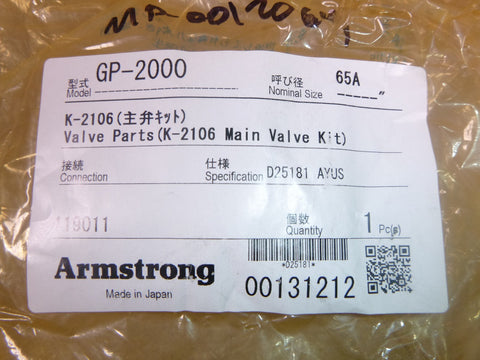 型式 GP-2000 呼び径 65A
Model Nominal Size "
K-2106(主弁キット)
Valve Parts(K-2106 Main Valve Kit)
接続 仕様
Connection Specification D25181 AYUS
119011 個数 1 Pc(s)
Quantity
*D25181*
Armstrong 00131212
Made in Japan